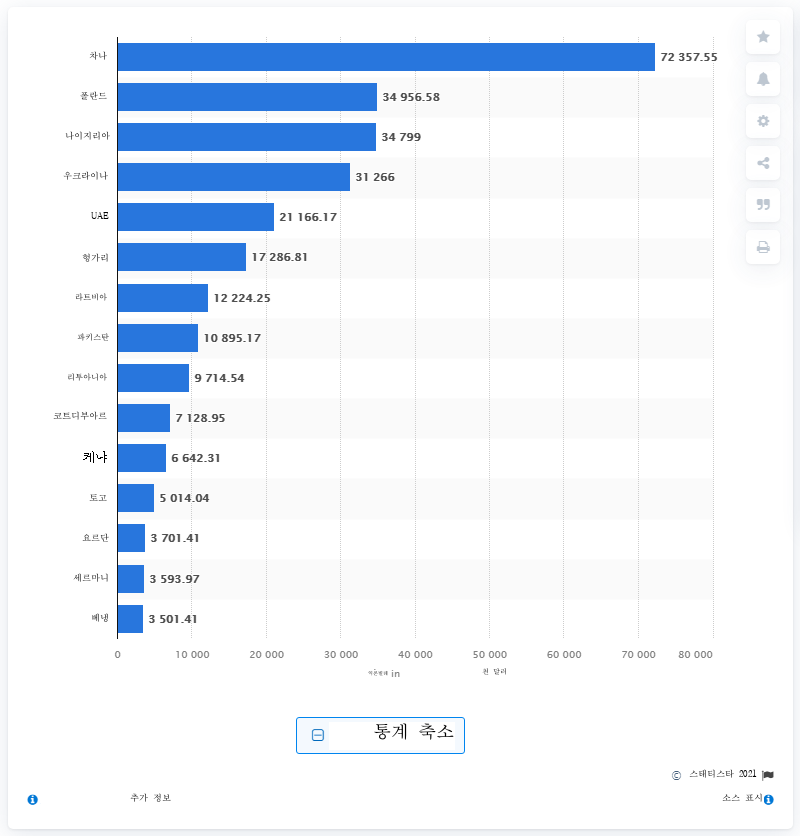 차나 72 357.55
폴란드 34 956.58
나이지리아 34 799
우크라이나 31 266
UAE 21 166.17
헝가리 17 286.81
라트비아 12 224.25
파키스탄 10 895.17
리투아니아 9 714.54
코트디부아르 7 128.95
케냐 6 642.31
토고 5 014.04
요르단 3 701.41
세르마니 3 593.97
베냉 3 501.41
0 10 000 20 000 30 000 40 000 50 000 60 000 70 000 80 000
in 천 달러
통계 축소
© 스태티스타 2021
추가 정보 소스 표시